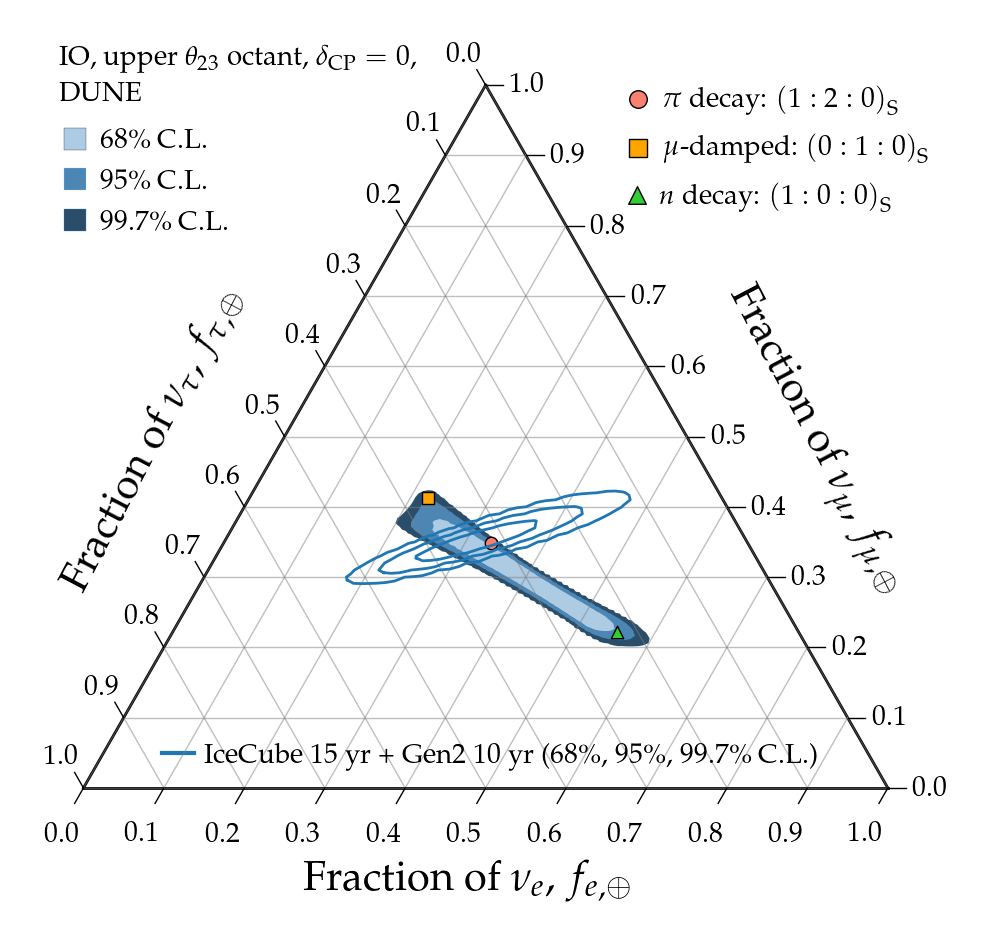 IO, upper θ23 octant, δCP = 0,
DUNE
68% C.L.
95% C.L.
99.7% C.L.
π decay: (1 : 2 : 0)S
μ-damped: (0 : 1 : 0)S
n decay: (1 : 0 : 0)S
0.0
0.1
0.2
0.3
0.4
0.5
0.6
0.7
0.8
0.9
1.0
Fraction of ντ, fτ,⊕
1.0
0.9
0.8
0.7
0.6
0.5
0.4
0.3
0.2
0.1
0.0
Fraction of νμ, fμ,⊕
IceCube 15 yr + Gen2 10 yr (68%, 95%, 99.7% C.L.)
0.0 0.1 0.2 0.3 0.4 0.5 0.6 0.7 0.8 0.9 1.0
Fraction of νe, fe,⊕